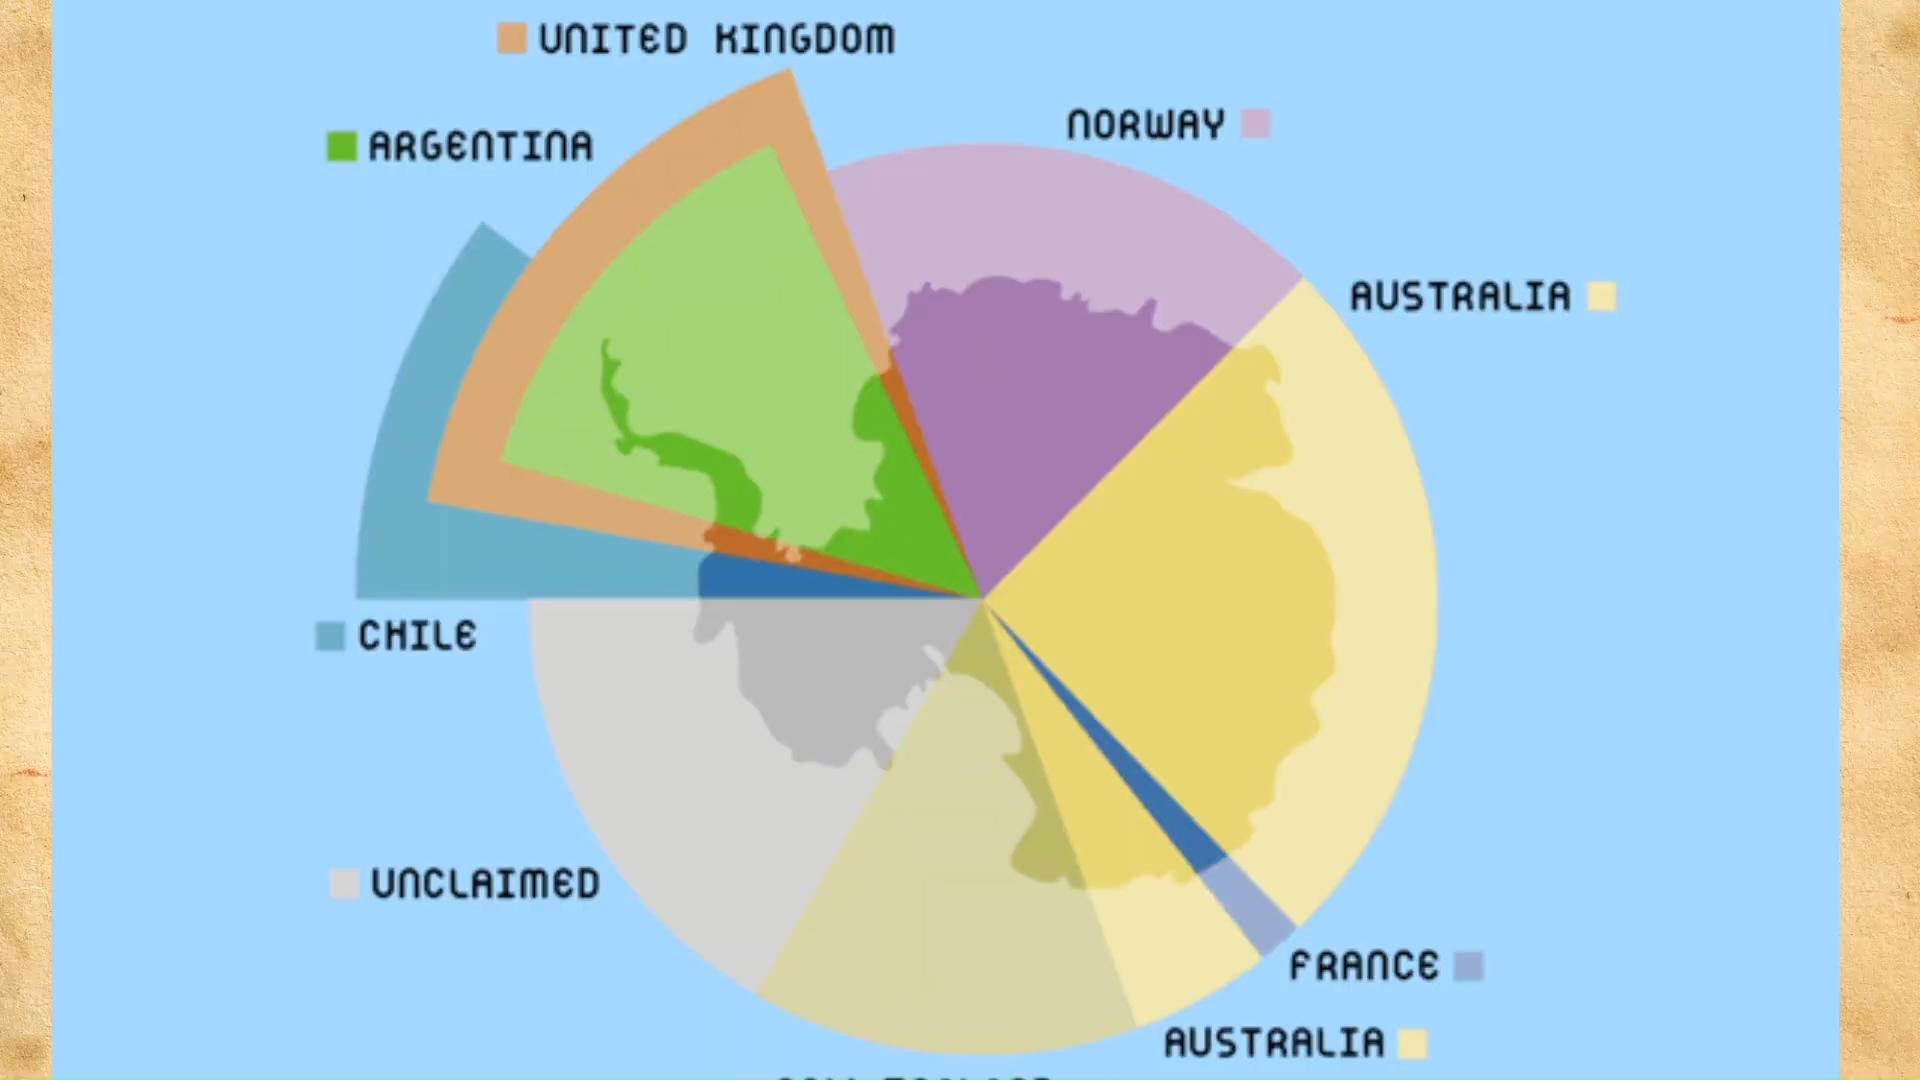 UNITED KINGDOM
NORWAY
ARGENTINA
AUSTRALIA
CHILE
UNCLAIMED
FRANCE
AUSTRALIA